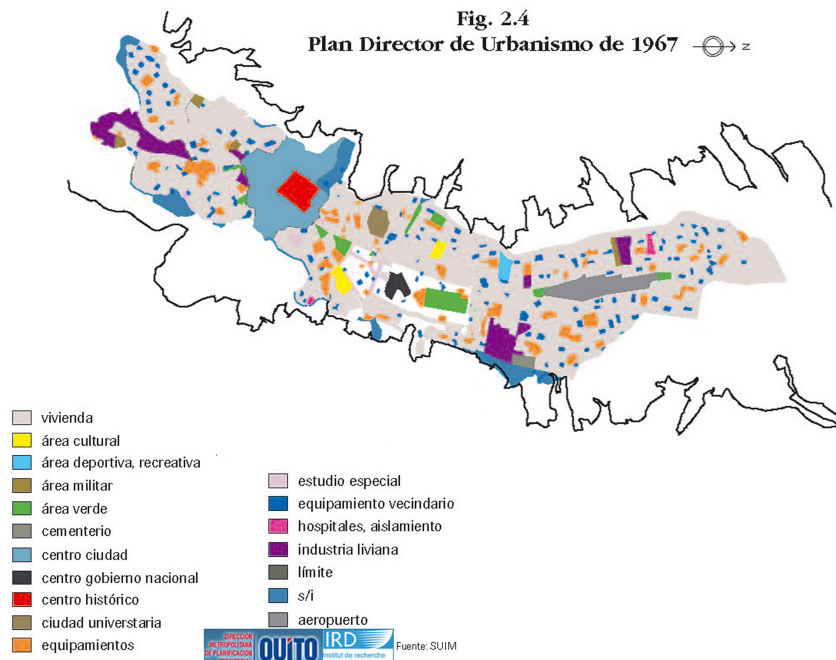 Fig. 2.4
Plan Director de Urbanismo de 1967
N
vivienda
área cultural
área deportiva, recreativa
área militar
área verde
cementerio
centro ciudad
centro gobierno nacional
centro histórico
ciudad universtaria
equipamientos
estudio especial
equipamiento vecindario
hospitales, aislamiento
industria liviana
límite
s/i
aeropuerto
DIRECCIÓN
METROPOLITANA
DE PLANIFICACIÓN
QUITO
IRD
Institut de recherche
Fuente: SUIM